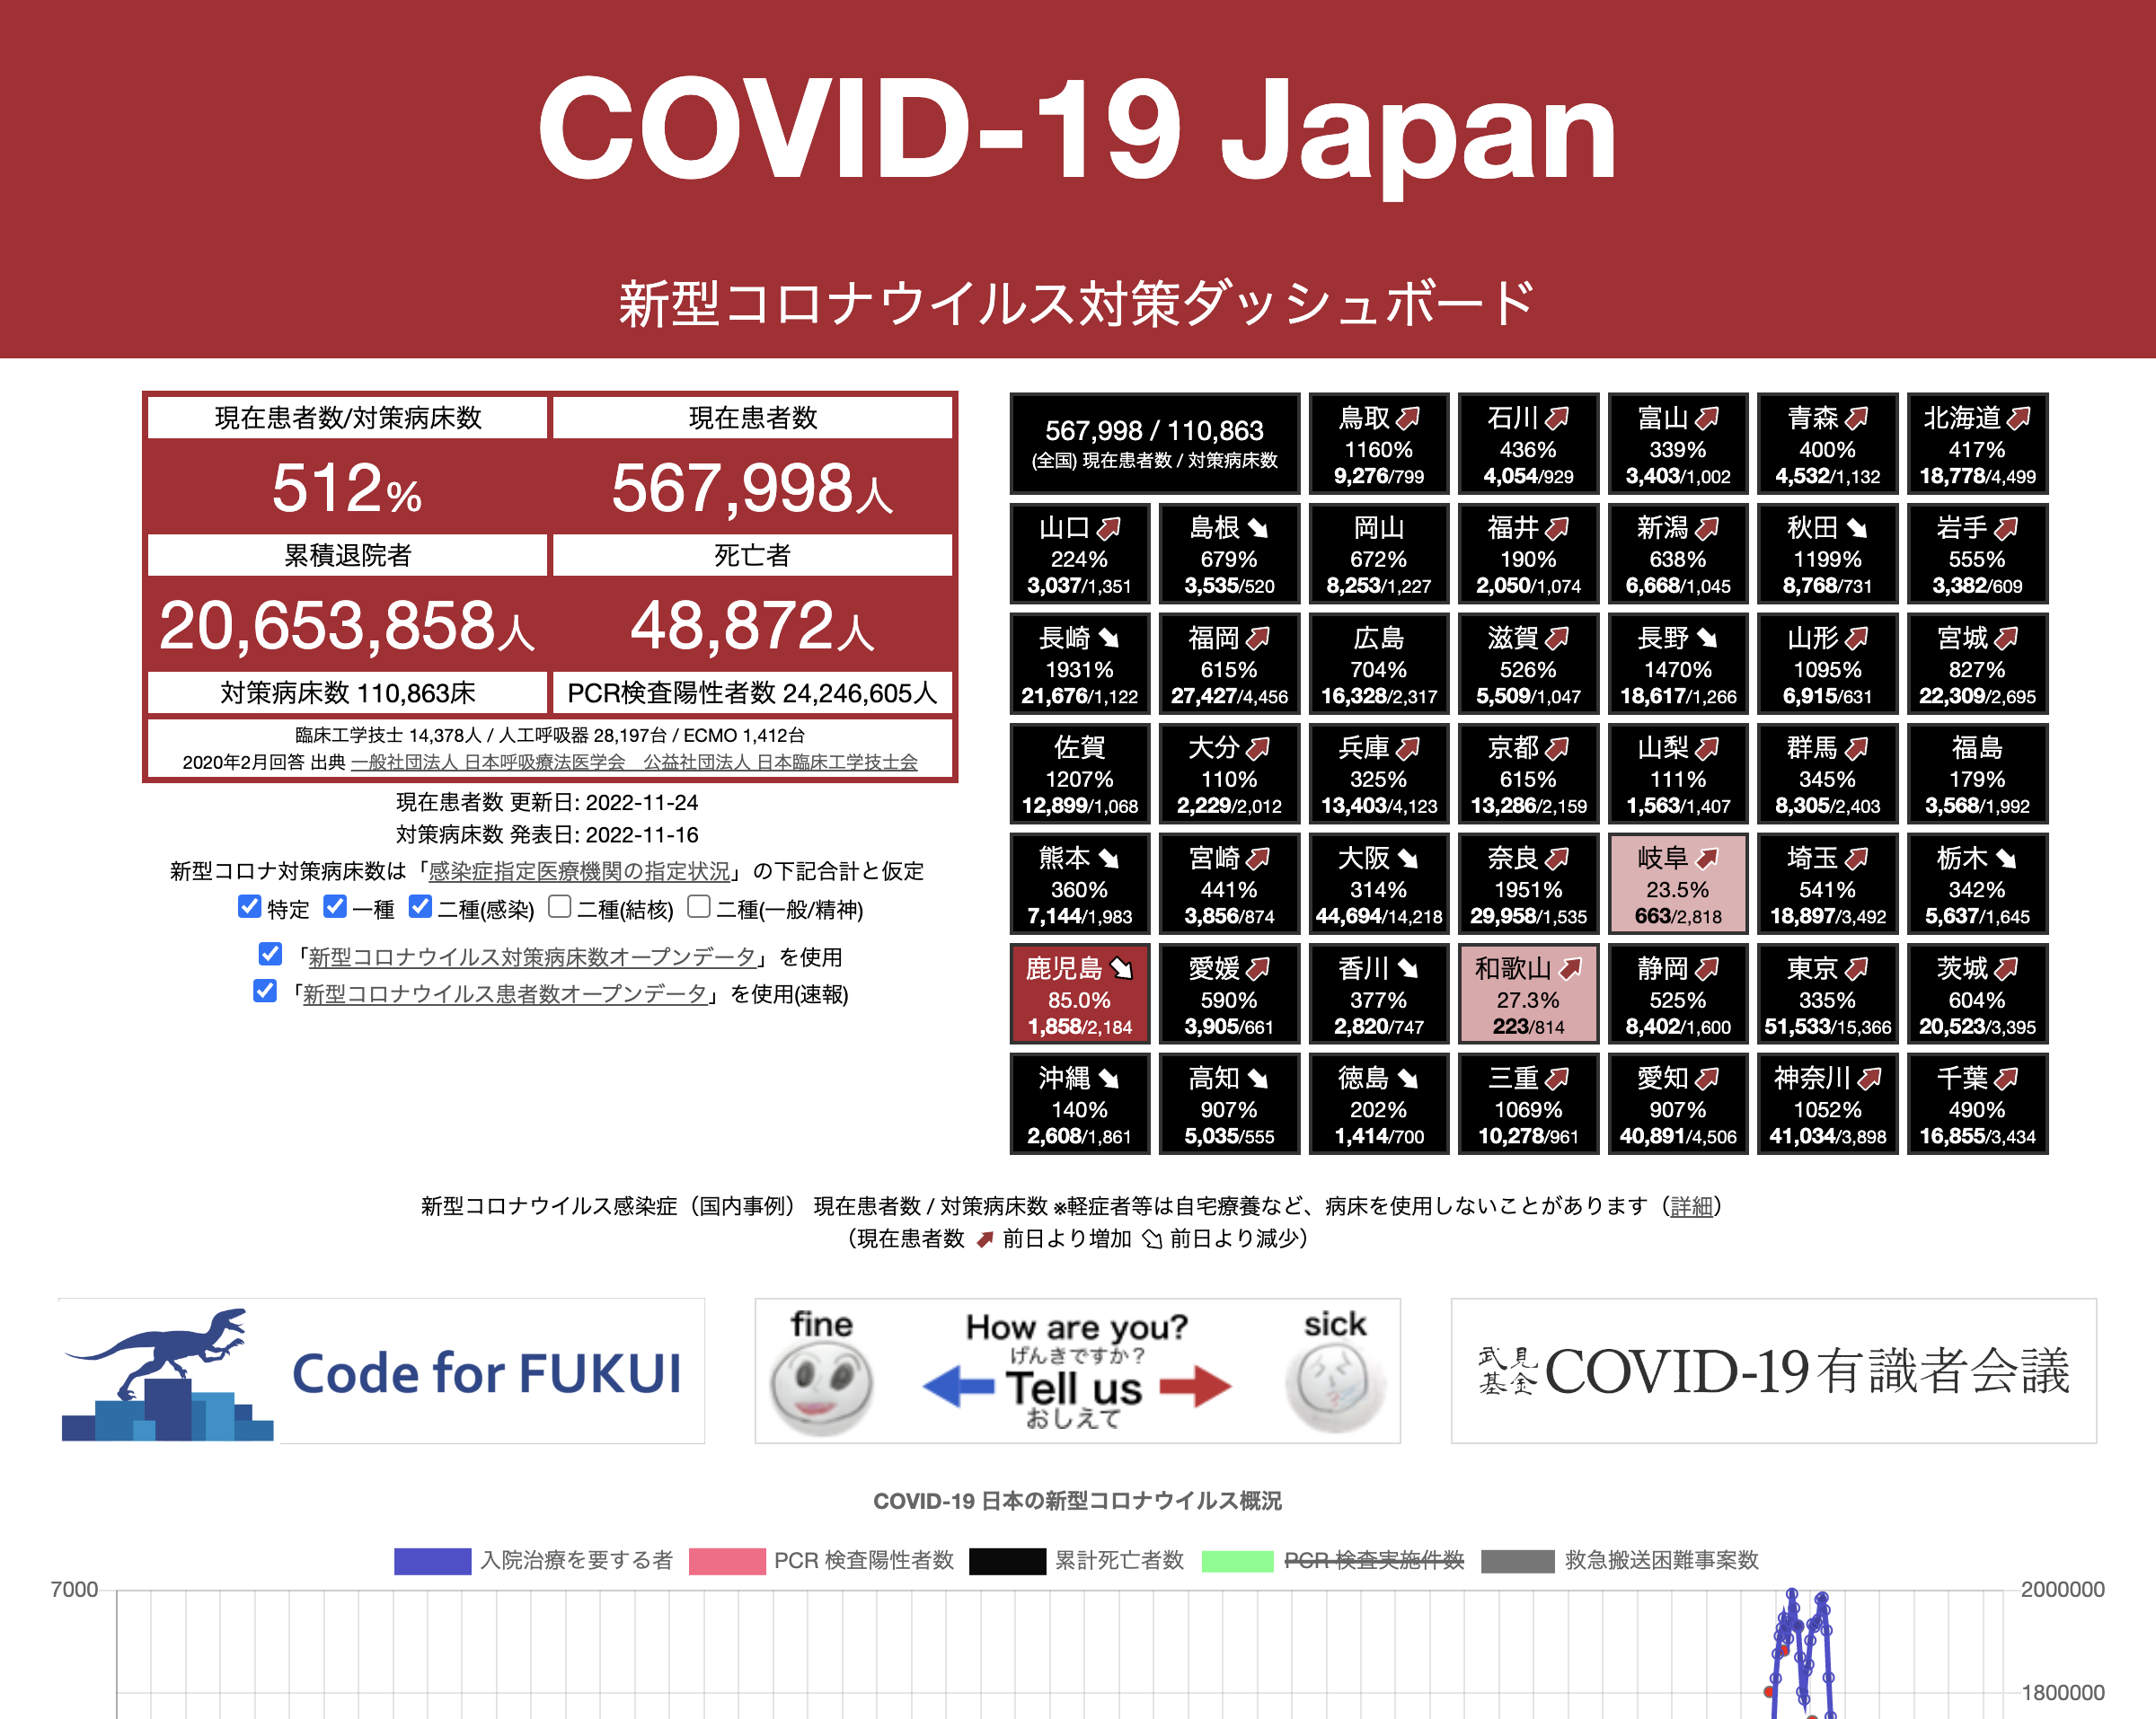 COVID-19 Japan
新型コロナウイルス対策ダッシュボード
現在患者数/対策病床数
現在患者数
512%
567,998人
累積退院者
死亡者
20,653,858人
48,872人
対策病床数 110,863床
PCR検査陽性者数 24,246,605人
臨床工学技士 14,378人 / 人工呼吸器 28,197台 / ECMO 1,412台
2020年2月回答 出典 一般社団法人 日本呼吸療法医学会　公益社団法人 日本臨床工学技士会
現在患者数 更新日: 2022-11-24
対策病床数 発表日: 2022-11-16
新型コロナ対策病床数は「感染症指定医療機関の指定状況」の下記合計と仮定
特定 一種 二種(感染) 二種(結核) 二種(一般/精神)
「新型コロナウイルス対策病床数オープンデータ」を使用
「新型コロナウイルス患者数オープンデータ」を使用(速報)
567,998 / 110,863
(全国) 現在患者数 / 対策病床数
鳥取
1160%
9,276/799
石川
436%
4,054/929
富山
339%
3,403/1,002
青森
400%
4,532/1,132
北海道
417%
18,778/4,499
山口
224%
3,037/1,351
島根
679%
3,535/520
岡山
672%
8,253/1,227
福井
190%
2,050/1,074
新潟
638%
6,668/1,045
秋田
1199%
8,768/731
岩手
555%
3,382/609
長崎
1931%
21,676/1,122
福岡
615%
27,427/4,456
広島
704%
16,328/2,317
滋賀
526%
5,509/1,047
長野
1470%
18,617/1,266
山形
1095%
6,915/631
宮城
827%
22,309/2,695
佐賀
1207%
12,899/1,068
大分
110%
2,229/2,012
兵庫
325%
13,403/4,123
京都
615%
13,286/2,159
山梨
111%
1,563/1,407
群馬
345%
8,305/2,403
福島
179%
3,568/1,992
熊本
360%
7,144/1,983
宮崎
441%
3,856/874
大阪
314%
44,694/14,218
奈良
1951%
29,958/1,535
岐阜
23.5%
663/2,818
埼玉
541%
18,897/3,492
栃木
342%
5,637/1,645
鹿児島
85.0%
1,858/2,184
愛媛
590%
3,905/661
香川
377%
2,820/747
和歌山
27.3%
223/814
静岡
525%
8,402/1,600
東京
335%
51,533/15,366
茨城
604%
20,523/3,395
沖縄
140%
2,608/1,861
高知
907%
5,035/555
徳島
202%
1,414/700
三重
1069%
10,278/961
愛知
907%
40,891/4,506
神奈川
1052%
41,034/3,898
千葉
490%
16,855/3,434
新型コロナウイルス感染症（国内事例） 現在患者数 / 対策病床数 ※軽症者等は自宅療養など、病床を使用しないことがあります（詳細）
（現在患者数 前日より増加 前日より減少）
Code for FUKUI
fine
How are you?
げんきですか？
Tell us
おしえて
sick
武見
基金
COVID-19有識者会議
COVID-19 日本の新型コロナウイルス概況
入院治療を要する者 PCR 検査陽性者数 累計死亡者数 PCR 検査実施件数 救急搬送困難事案数
7000
2000000
1800000